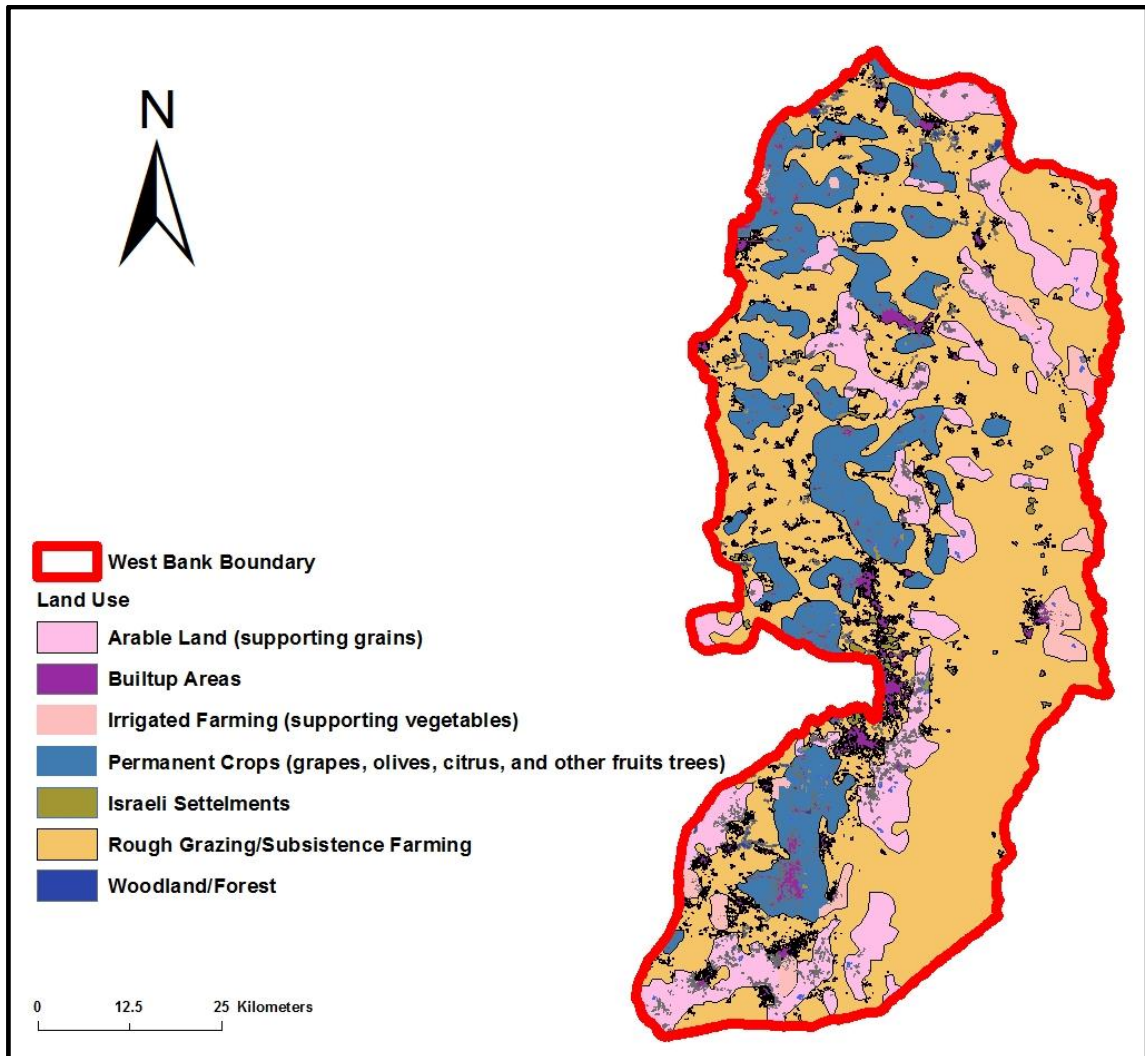 N
West Bank Boundary
Land Use
Arable Land (supporting grains)
Builtup Areas
Irrigated Farming (supporting vegetables)
Permanent Crops (grapes, olives, citrus, and other fruits trees)
Israeli Settelments
Rough Grazing/Subsistence Farming
Woodland/Forest
0 12.5 25 Kilometers